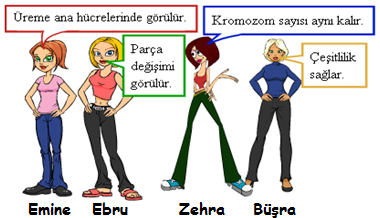 Üreme ana hücrelerinde görülür.
Kromozom sayısı aynı kalır.
Parça
değişimi
görülür.
Çeşitlilik
sağlar.
Emine Ebru Zehra Büşra